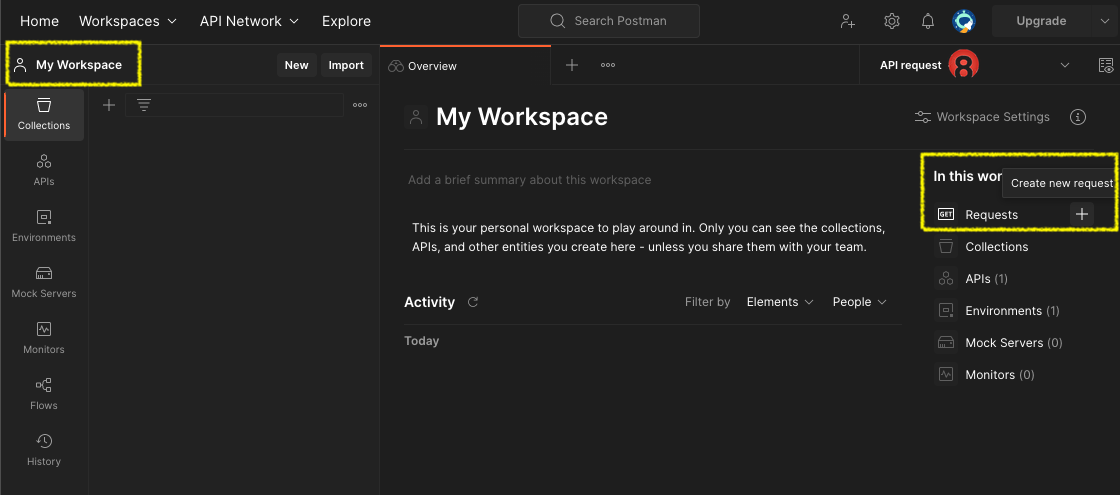 Home Workspaces API Network Explore Search Postman Upgrade
My Workspace New Import Overview API request 8
Collections
APIs
Environments
Mock Servers
Monitors
Flows
History
My Workspace Workspace Settings
Add a brief summary about this workspace
This is your personal workspace to play around in. Only you can see the collections,
APIs, and other entities you create here - unless you share them with your team.
Activity Filter by Elements People
Today
In this wor
Create new request
GET Requests
Collections
APIs (1)
Environments (1)
Mock Servers (0)
Monitors (0)